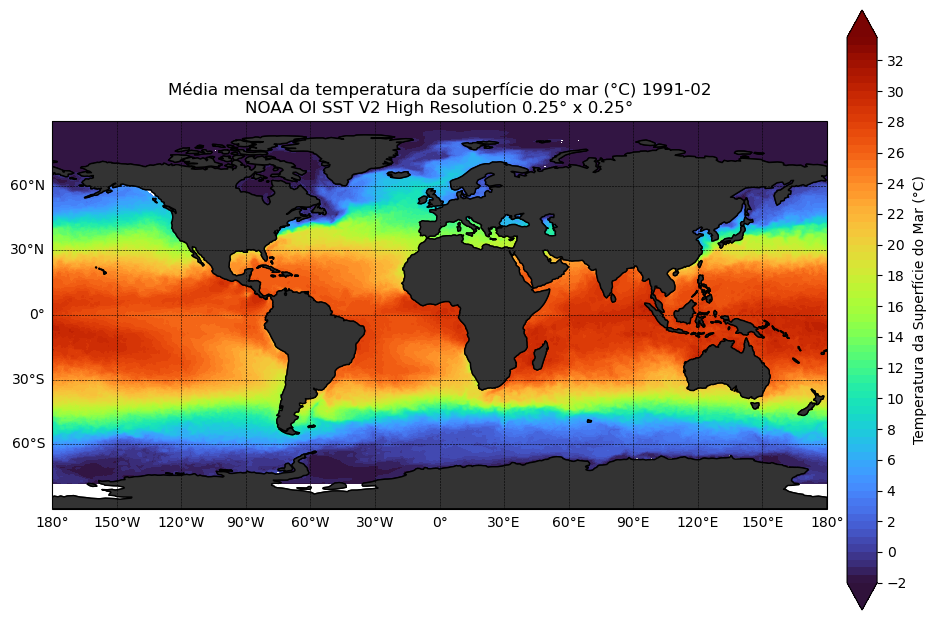 Média mensal da temperatura da superfície do mar (°C) 1991-02
NOAA OI SST V2 High Resolution 0.25° x 0.25°
60°N
30°N
0°
30°S
60°S
180° 150°W 120°W 90°W 60°W 30°W 0° 30°E 60°E 90°E 120°E 150°E 180°
32
30
28
26
24
22
20
18
16
14
12
10
8
6
4
2
0
−2
Temperatura da Superfície do Mar (°C)